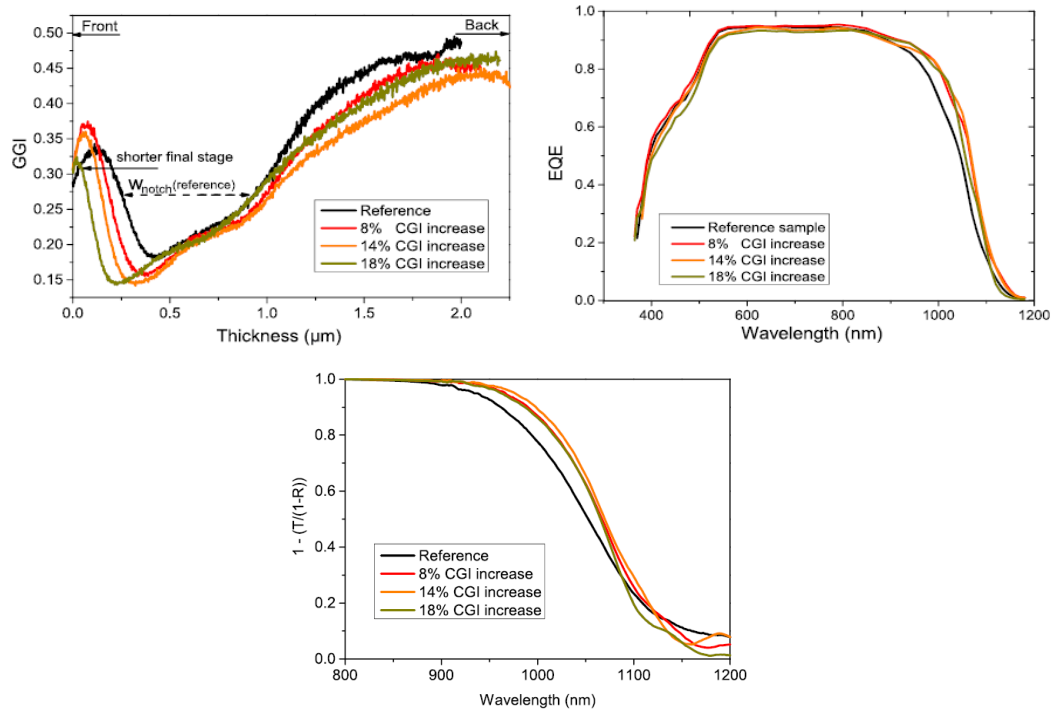 Front
Back
0.50
0.45
0.40
0.35
0.30
0.25
0.20
0.15
GGI
shorter final stage
Wnotch(reference)
Reference
8% CGI increase
14% CGI increase
18% CGI increase
0.0 0.5 1.0 1.5 2.0
Thickness (µm)
1.0
0.8
0.6
0.4
0.2
0.0
EQE
Reference sample
8% CGI increase
14% CGI increase
18% CGI increase
400 600 800 1000 1200
Wavelength (nm)
1.0
0.8
0.6
0.4
0.2
0.0
1 - (T/(1-R))
Reference
8% CGI increase
14% CGI increase
18% CGI increase
800 900 1000 1100 1200
Wavelength (nm)